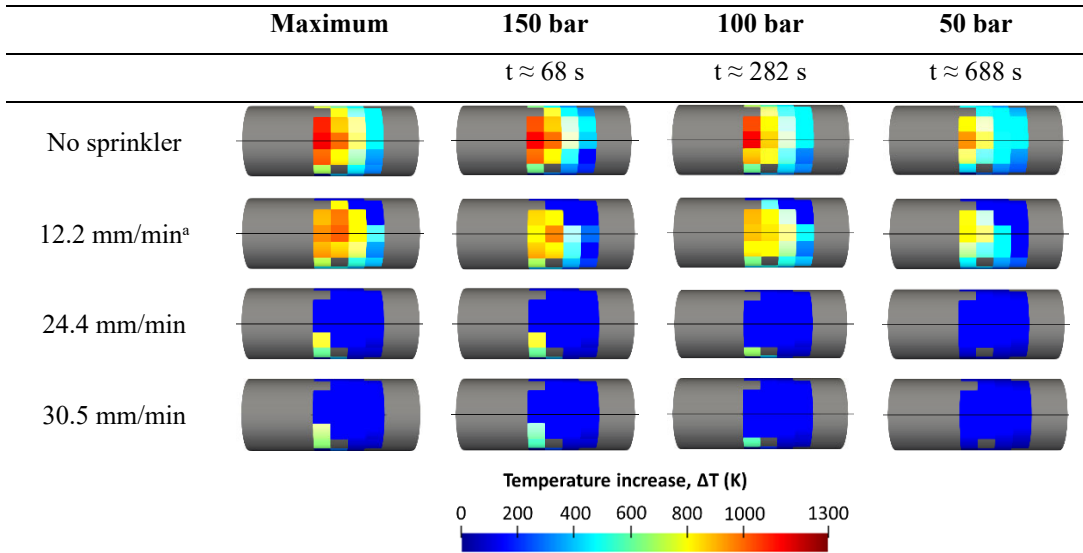 Maximum 150 bar 100 bar 50 bar
t ≈ 68 s t ≈ 282 s t ≈ 688 s
No sprinkler
12.2 mm/minᵃ
24.4 mm/min
30.5 mm/min
Temperature increase, ΔT (K)
0 200 400 600 800 1000 1300